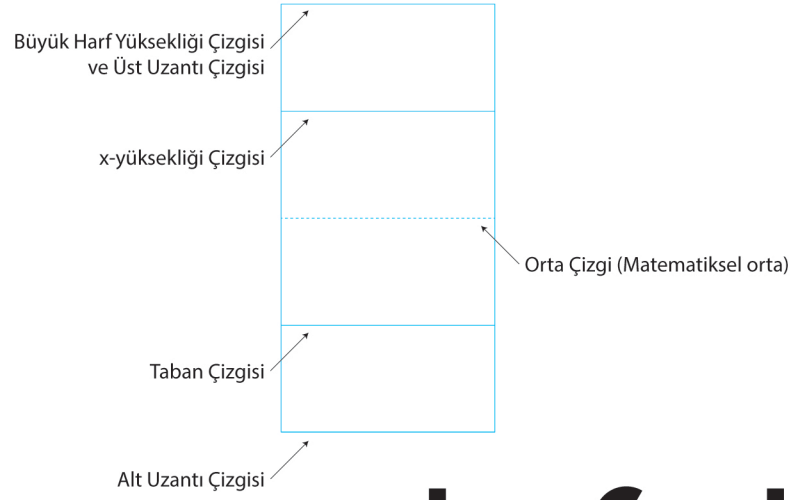 Büyük Harf Yüksekliği Çizgisi
ve Üst Uzantı Çizgisi
x-yüksekliği Çizgisi
Orta Çizgi (Matematiksel orta)
Taban Çizgisi
Alt Uzantı Çizgisi